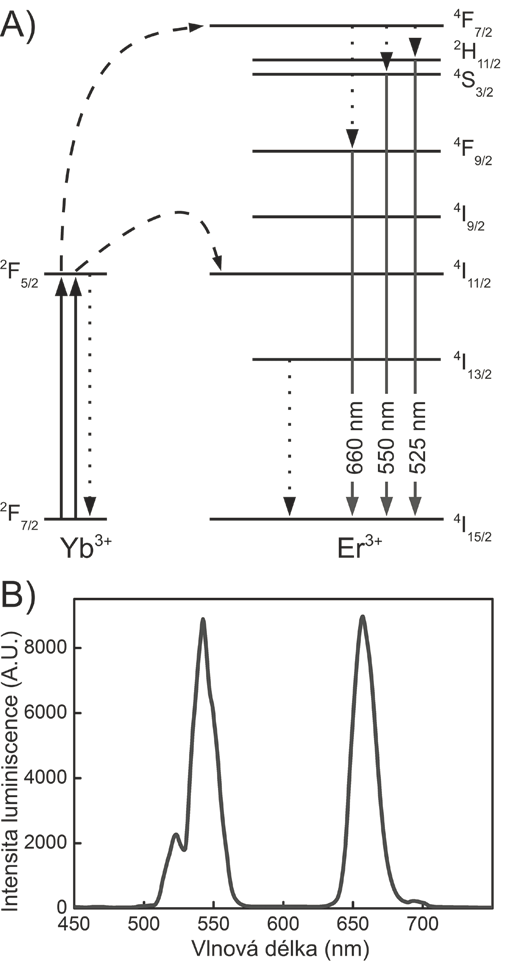 A)
⁴F₇/₂
²H₁₁/₂
⁴S₃/₂
⁴F₉/₂
⁴I₉/₂
²F₅/₂
⁴I₁₁/₂
⁴I₁₃/₂
660 nm
550 nm
525 nm
²F₇/₂
⁴I₁₅/₂
Yb³⁺
Er³⁺
B)
Intensita luminiscence (A.U.)
8000
6000
4000
2000
0
450 500 550 600 650 700
Vlnová délka (nm)